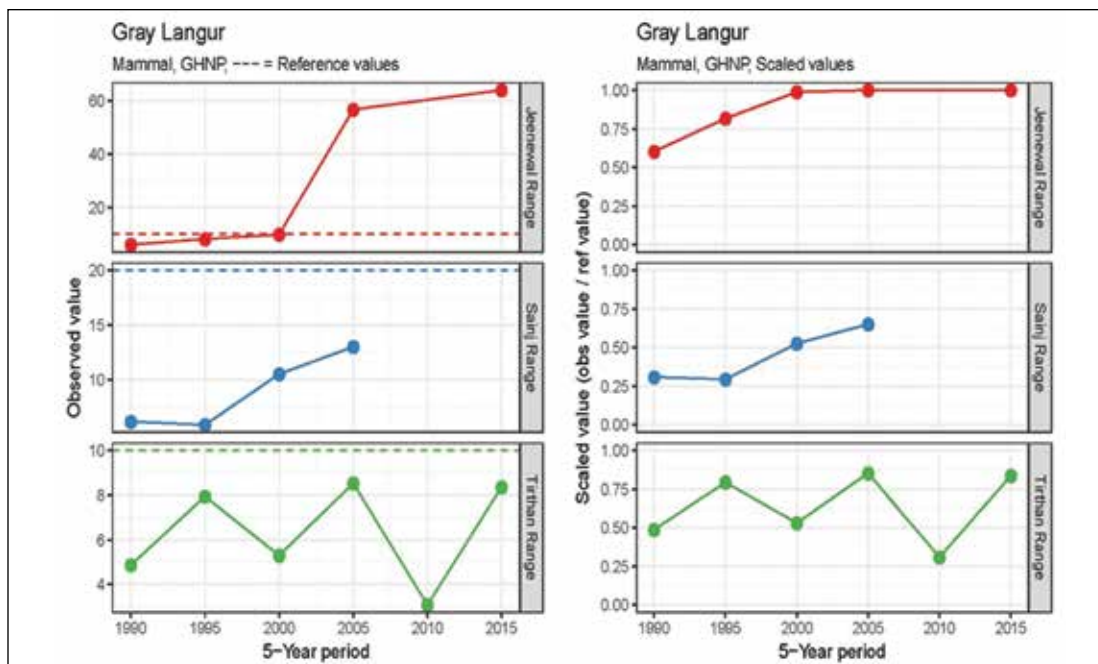 Gray Langur
Mammal, GHNP, --- = Reference values
Observed value
60
40
20
Jeenewal Range
20
15
10
Sainj Range
10
8
6
4
Tirthan Range
1990 1995 2000 2005 2010 2015
5-Year period
Gray Langur
Mammal, GHNP, Scaled values
Scaled value (obs value / ref value)
1.00
0.75
0.50
0.25
0.00
Jeenewal Range
1.00
0.75
0.50
0.25
0.00
Sainj Range
1.00
0.75
0.50
0.25
0.00
Tirthan Range
1990 1995 2000 2005 2010 2015
5-Year period